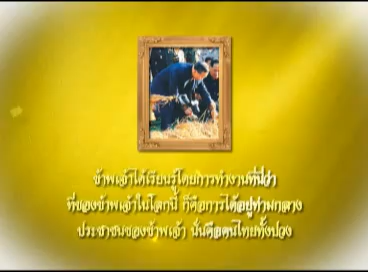 ข้าพเจ้าได้เรียนรู้โดยการทำงานที่นี่ว่า
ที่ของข้าพเจ้าในโลกนี้ ก็คือการได้อยู่ท่ามกลาง
ประชาชนของข้าพเจ้า นั่นคือคนไทยทั้งปวง